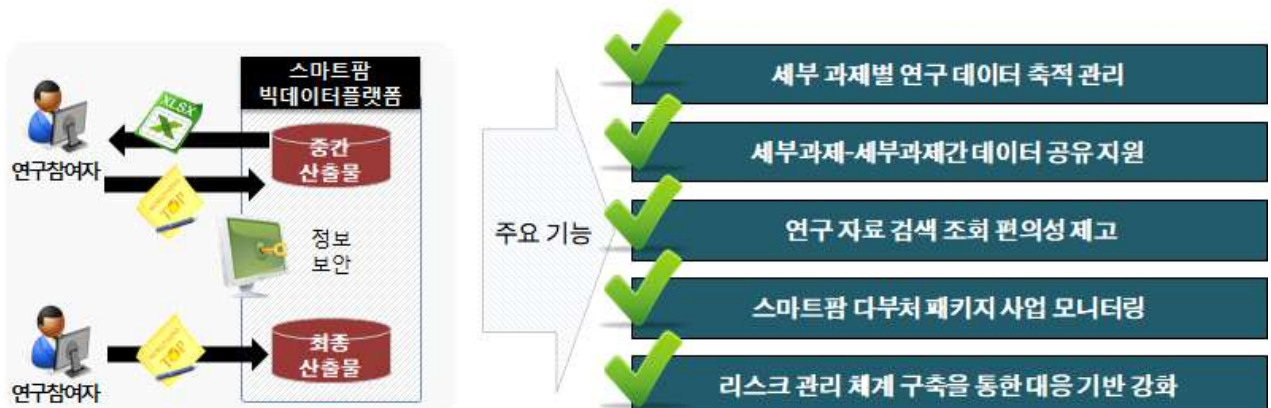 스마트팜
빅데이터플랫폼
XLSX
연구참여자
중간
산출물
TOP
정보
보안
연구참여자
TOP
최종
산출물
주요 기능
세부 과제별 연구 데이터 축적 관리
세부과제-세부과제간 데이터 공유 지원
연구 자료 검색 조회 편의성 제고
스마트팜 다부처 패키지 사업 모니터링
리스크 관리 체계 구축을 통한 대응 기반 강화